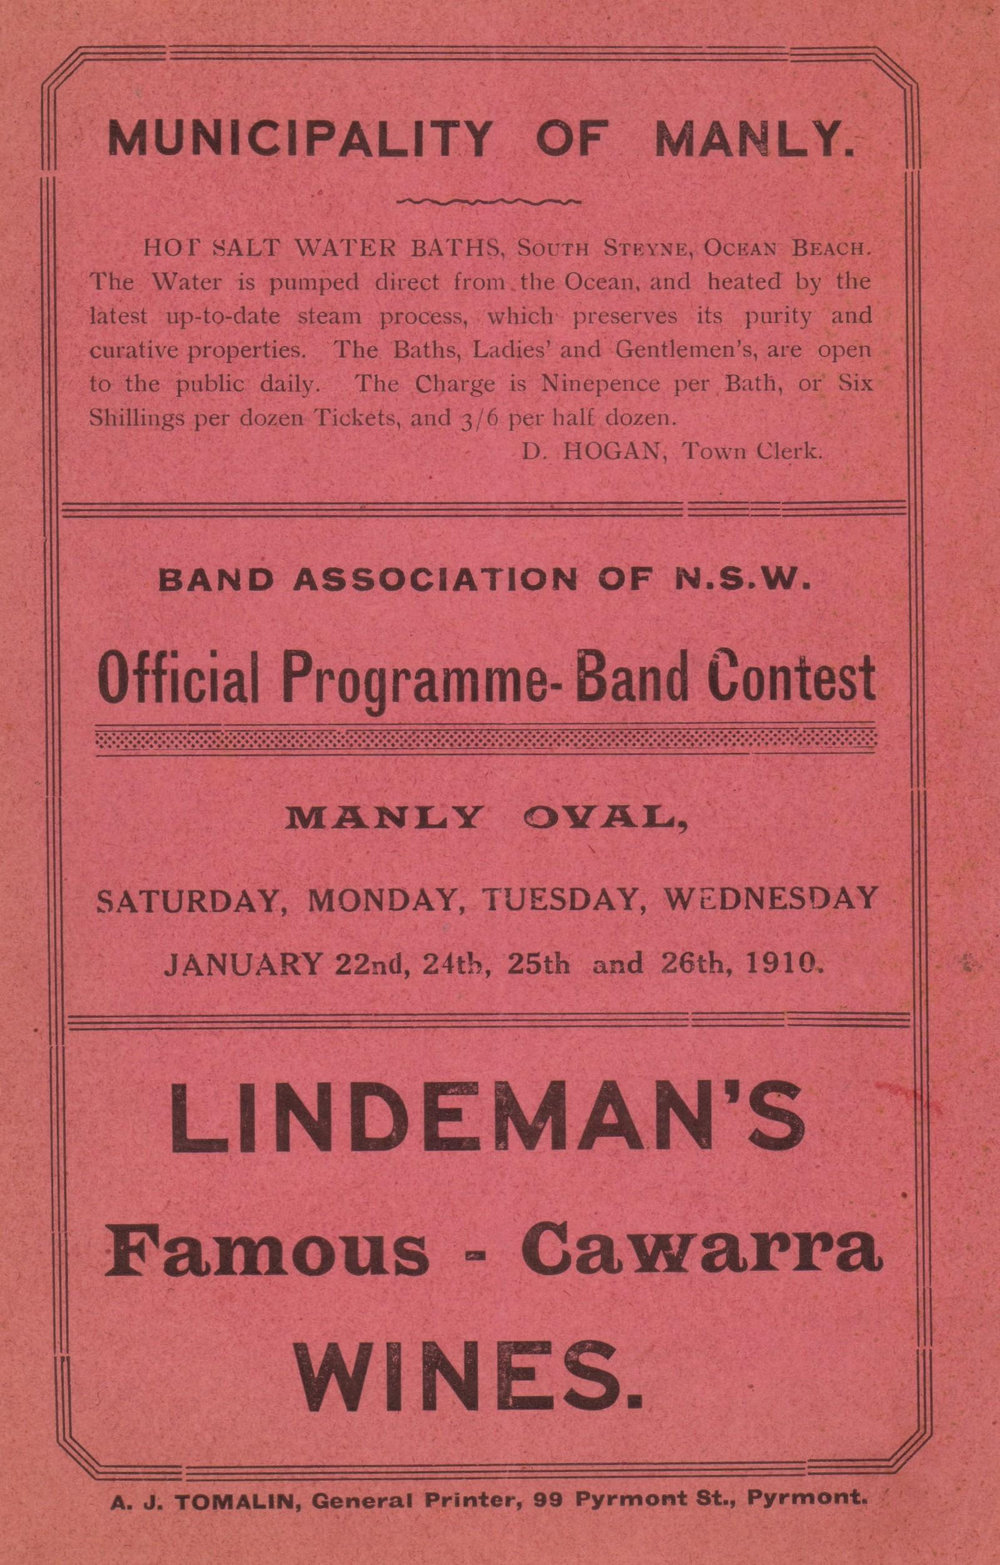 MUNICIPALITY OF MANLY.
HOT SALT WATER BATHS, SOUTH STEYNE, OCEAN BEACH.
The Water is pumped direct from the Ocean, and heated by the
latest up-to-date steam process, which preserves its purity and
curative properties. The Baths, Ladies' and Gentlemen's, are open
to the public daily. The Charge is Ninepence per Bath, or Six
Shillings per dozen Tickets, and 3/6 per half dozen.
D. HOGAN, Town Clerk.
BAND ASSOCIATION OF N.S.W.
Official Programme- Band Contest
MANLY OVAL,
SATURDAY, MONDAY, TUESDAY, WEDNESDAY
JANUARY 22nd, 24th, 25th and 26th, 1910.
LINDEMAN'S
Famous - Cawarra
WINES.
A. J. TOMALIN, General Printer, 99 Pyrmont St., Pyrmont.